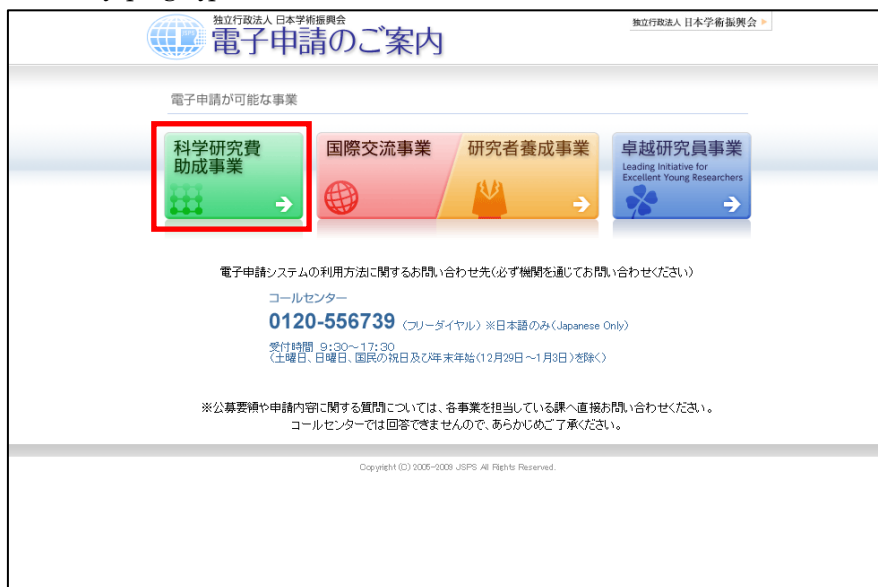 独立行政法人 日本学術振興会
電子申請のご案内
独立行政法人 日本学術振興会
電子申請が可能な事業
科学研究費
助成事業
国際交流事業
研究者養成事業
卓越研究員事業
Leading Initiative for
Excellent Young Researchers
電子申請システムの利用方法に関するお問い合わせ先(必ず機関を通じてお問い合わせください)
コールセンター
0120-556739 (フリーダイヤル) ※日本語のみ(Japanese Only)
受付時間 9:30~17:30
(土曜日、日曜日、国民の祝日及び年末年始(12月29日~1月3日)を除く)
※公募要領や申請内容に関する質問については、各事業を担当している課へ直接お問い合わせください。
コールセンターでは回答できませんので、あらかじめご了承ください。
Copyright (C) 2005-2009 JSPS All Rights Reserved.